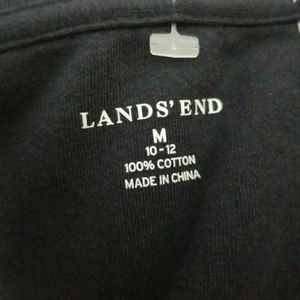 LANDS' END
M
10-12
100% COTTON
MADE IN CHINA